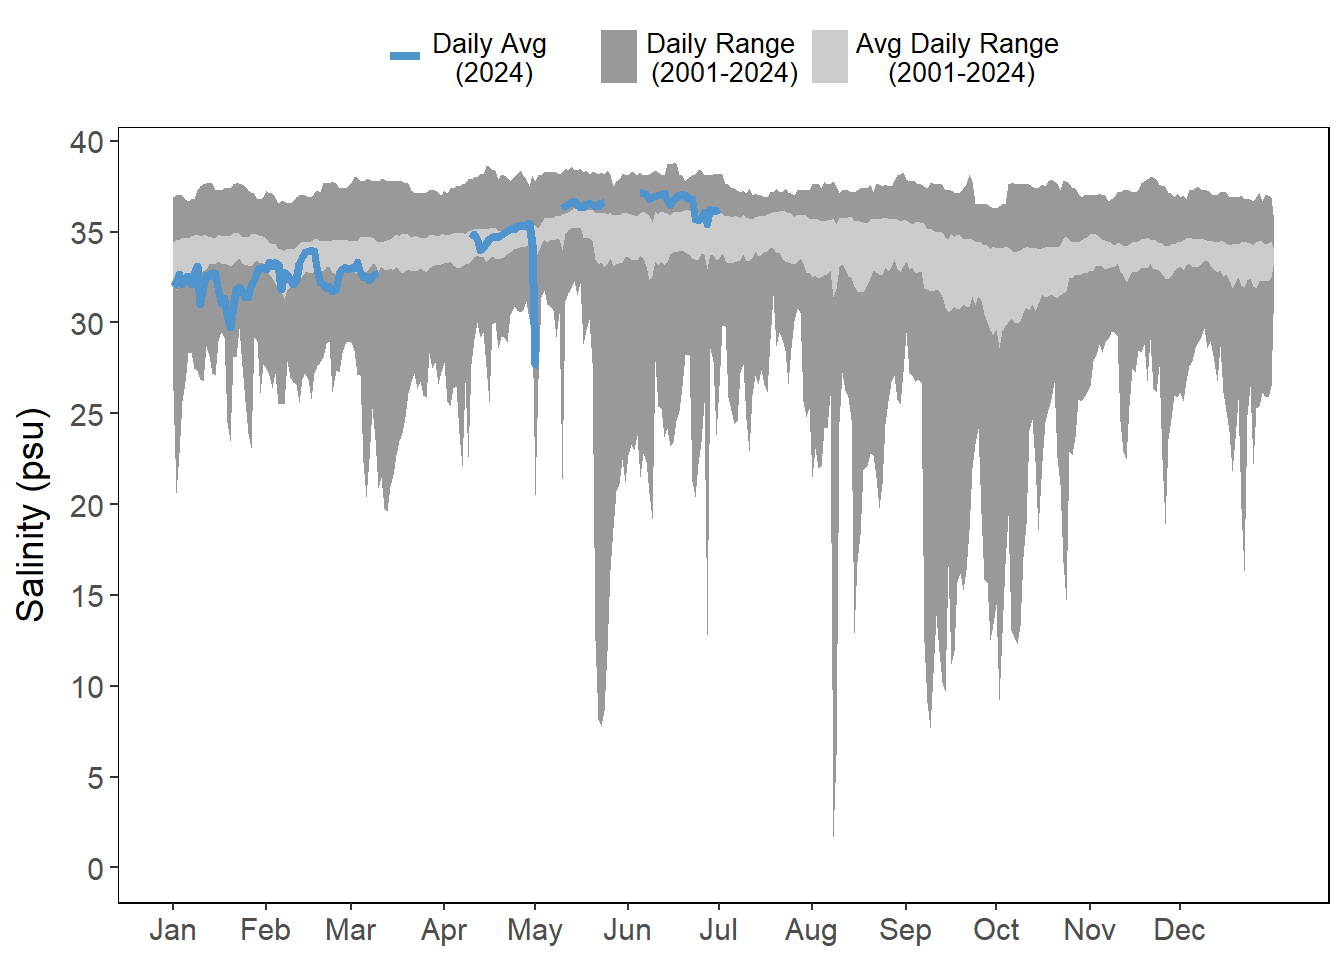 Daily Avg
(2024)
Daily Range
(2001-2024)
Avg Daily Range
(2001-2024)
Salinity (psu)
40
35
30
25
20
15
10
5
0
Jan Feb Mar Apr May Jun Jul Aug Sep Oct Nov Dec